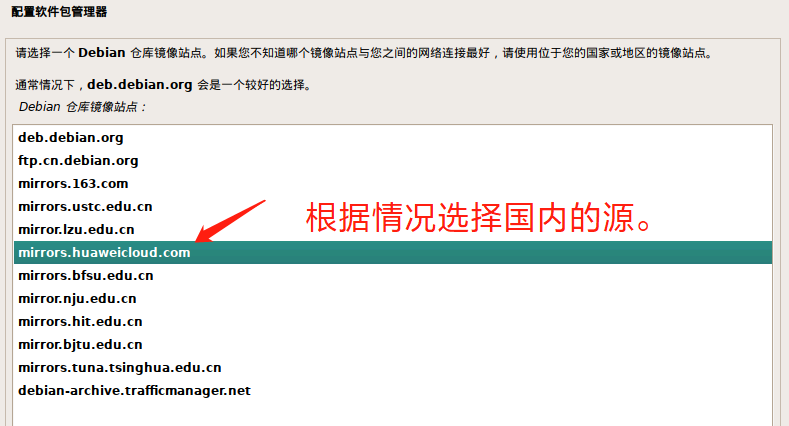 配置软件包管理器
请选择一个 Debian 仓库镜像站点。如果您不知道哪个镜像站点与您之间的网络连接最好，请使用位于您的国家或地区的镜像站点。
通常情况下，deb.debian.org 会是一个较好的选择。
Debian 仓库镜像站点：
deb.debian.org
ftp.cn.debian.org
mirrors.163.com
mirrors.ustc.edu.cn
根据情况选择国内的源。
mirror.lzu.edu.cn
mirrors.huaweicloud.com
mirrors.bfsu.edu.cn
mirror.nju.edu.cn
mirrors.hit.edu.cn
mirror.bjtu.edu.cn
mirrors.tuna.tsinghua.edu.cn
debian-archive.trafficmanager.net